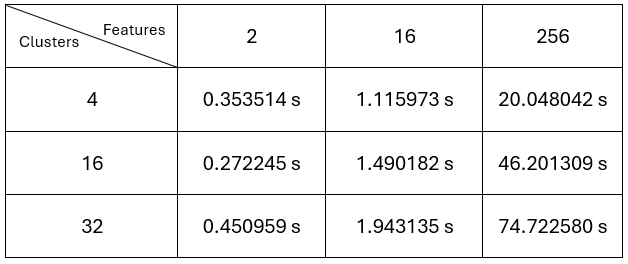 Features
Clusters
2 16 256
4 0.353514 s 1.115973 s 20.048042 s
16 0.272245 s 1.490182 s 46.201309 s
32 0.450959 s 1.943135 s 74.722580 s